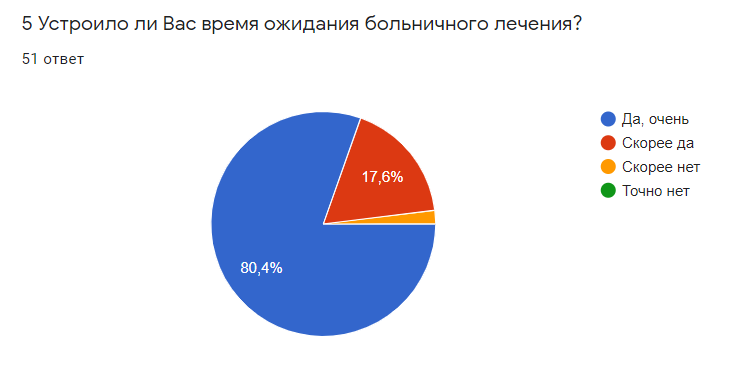 5 Устроило ли Вас время ожидания больничного лечения?
51 ответ
Да, очень
Скорее да
Скорее нет
Точно нет
17,6%
80,4%